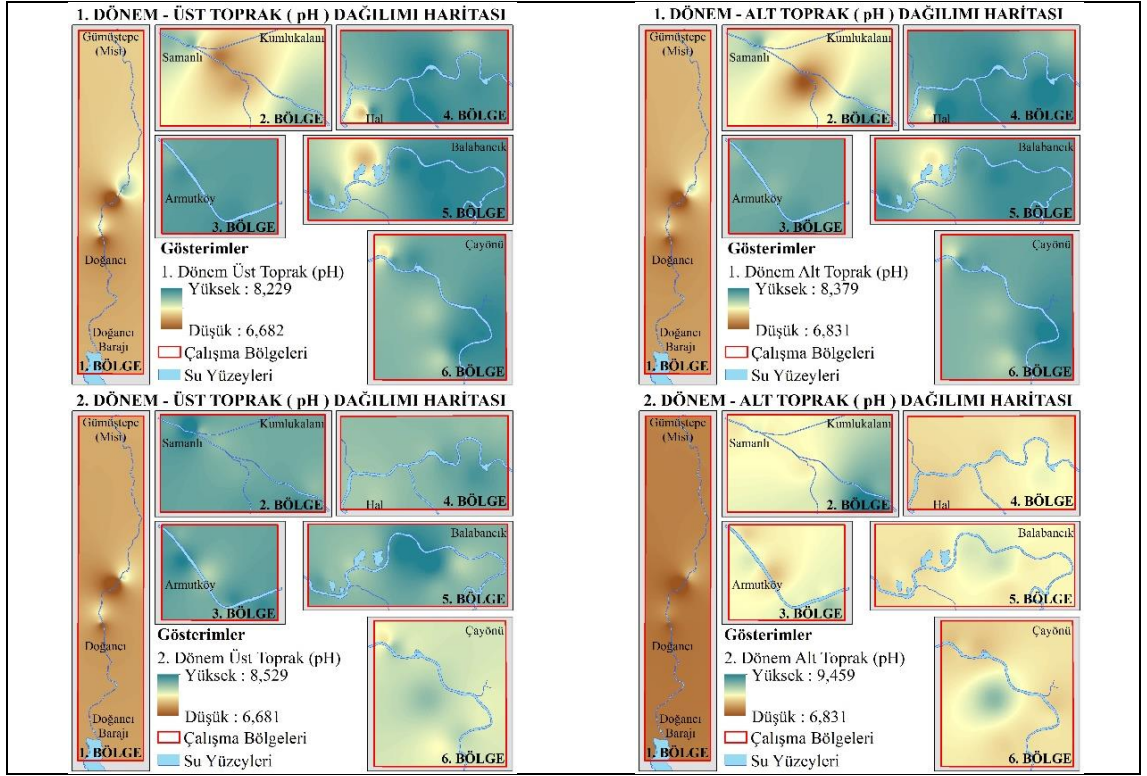 1. DÖNEM - ÜST TOPRAK ( pH ) DAĞILIMI HARİTASI
Gümüştepe
(Misi)
Doğancı
Doğancı
Barajı
1. BÖLGE
Samanlı
Kumlukalanı
2. BÖLGE
Hal
4. BÖLGE
Armutköy
3. BÖLGE
Balabancık
5. BÖLGE
Çayönü
6. BÖLGE
Gösterimler
1. Dönem Üst Toprak (pH)
Yüksek : 8,229
Düşük : 6,682
Çalışma Bölgeleri
Su Yüzeyleri
1. DÖNEM - ALT TOPRAK ( pH ) DAĞILIMI HARİTASI
Gümüştepe
(Misi)
Doğancı
Doğancı
Barajı
1. BÖLGE
Samanlı
Kumlukalanı
2. BÖLGE
Hal
4. BÖLGE
Armutköy
3. BÖLGE
Balabancık
5. BÖLGE
Çayönü
6. BÖLGE
Gösterimler
1. Dönem Alt Toprak (pH)
Yüksek : 8,379
Düşük : 6,831
Çalışma Bölgeleri
Su Yüzeyleri
2. DÖNEM - ÜST TOPRAK ( pH ) DAĞILIMI HARİTASI
Gümüştepe
(Misi)
Doğancı
Doğancı
Barajı
1. BÖLGE
Samanlı
Kumlukalanı
2. BÖLGE
Hal
4. BÖLGE
Armutköy
3. BÖLGE
Balabancık
5. BÖLGE
Çayönü
6. BÖLGE
Gösterimler
2. Dönem Üst Toprak (pH)
Yüksek : 8,529
Düşük : 6,681
Çalışma Bölgeleri
Su Yüzeyleri
2. DÖNEM - ALT TOPRAK ( pH ) DAĞILIMI HARİTASI
Gümüştepe
(Misi)
Doğancı
Doğancı
Barajı
1. BÖLGE
Samanlı
Kumlukalanı
2. BÖLGE
Hal
4. BÖLGE
Armutköy
3. BÖLGE
Balabancık
5. BÖLGE
Çayönü
6. BÖLGE
Gösterimler
2. Dönem Alt Toprak (pH)
Yüksek : 9,459
Düşük : 6,831
Çalışma Bölgeleri
Su Yüzeyleri